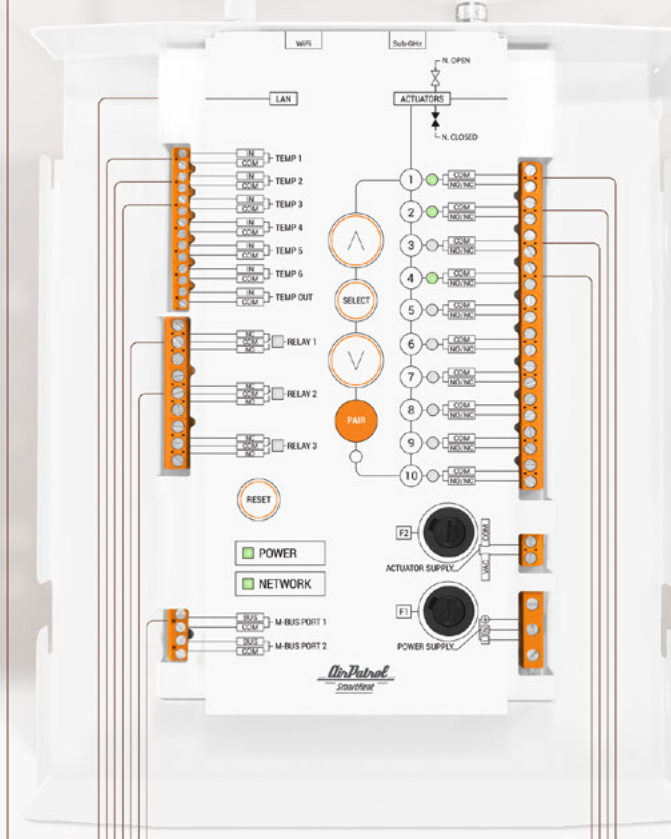 WiFi
Sub-GHz
N. OPEN
LAN
ACTUATORS
N. CLOSED
IN
COM
TEMP 1
IN
COM
TEMP 2
IN
COM
TEMP 3
IN
COM
TEMP 4
IN
COM
TEMP 5
IN
COM
TEMP 6
IN
COM
TEMP OUT
NC
COM
NO
RELAY 1
NC
COM
NO
RELAY 2
NC
COM
NO
RELAY 3
SELECT
PAIR
RESET
1
COM
NO/NC
2
COM
NO/NC
3
COM
NO/NC
4
COM
NO/NC
5
COM
NO/NC
6
COM
NO/NC
7
COM
NO/NC
8
COM
NO/NC
9
COM
NO/NC
10
COM
NO/NC
POWER
NETWORK
F2
COM
VAC
ACTUATOR SUPPLY
F1
POWER SUPPLY
BUS
COM
M-BUS PORT 1
BUS
COM
M-BUS PORT 2
AirPatrol
SmartHeat